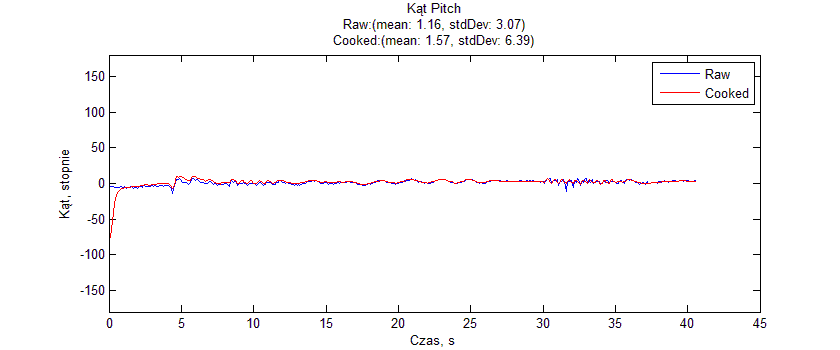 Kąt Pitch
Raw:(mean: 1.16, stdDev: 3.07)
Cooked:(mean: 1.57, stdDev: 6.39)
Raw
Cooked
Kąt, stopnie
150
100
50
0
-50
-100
-150
0 5 10 15 20 25 30 35 40 45
Czas, s